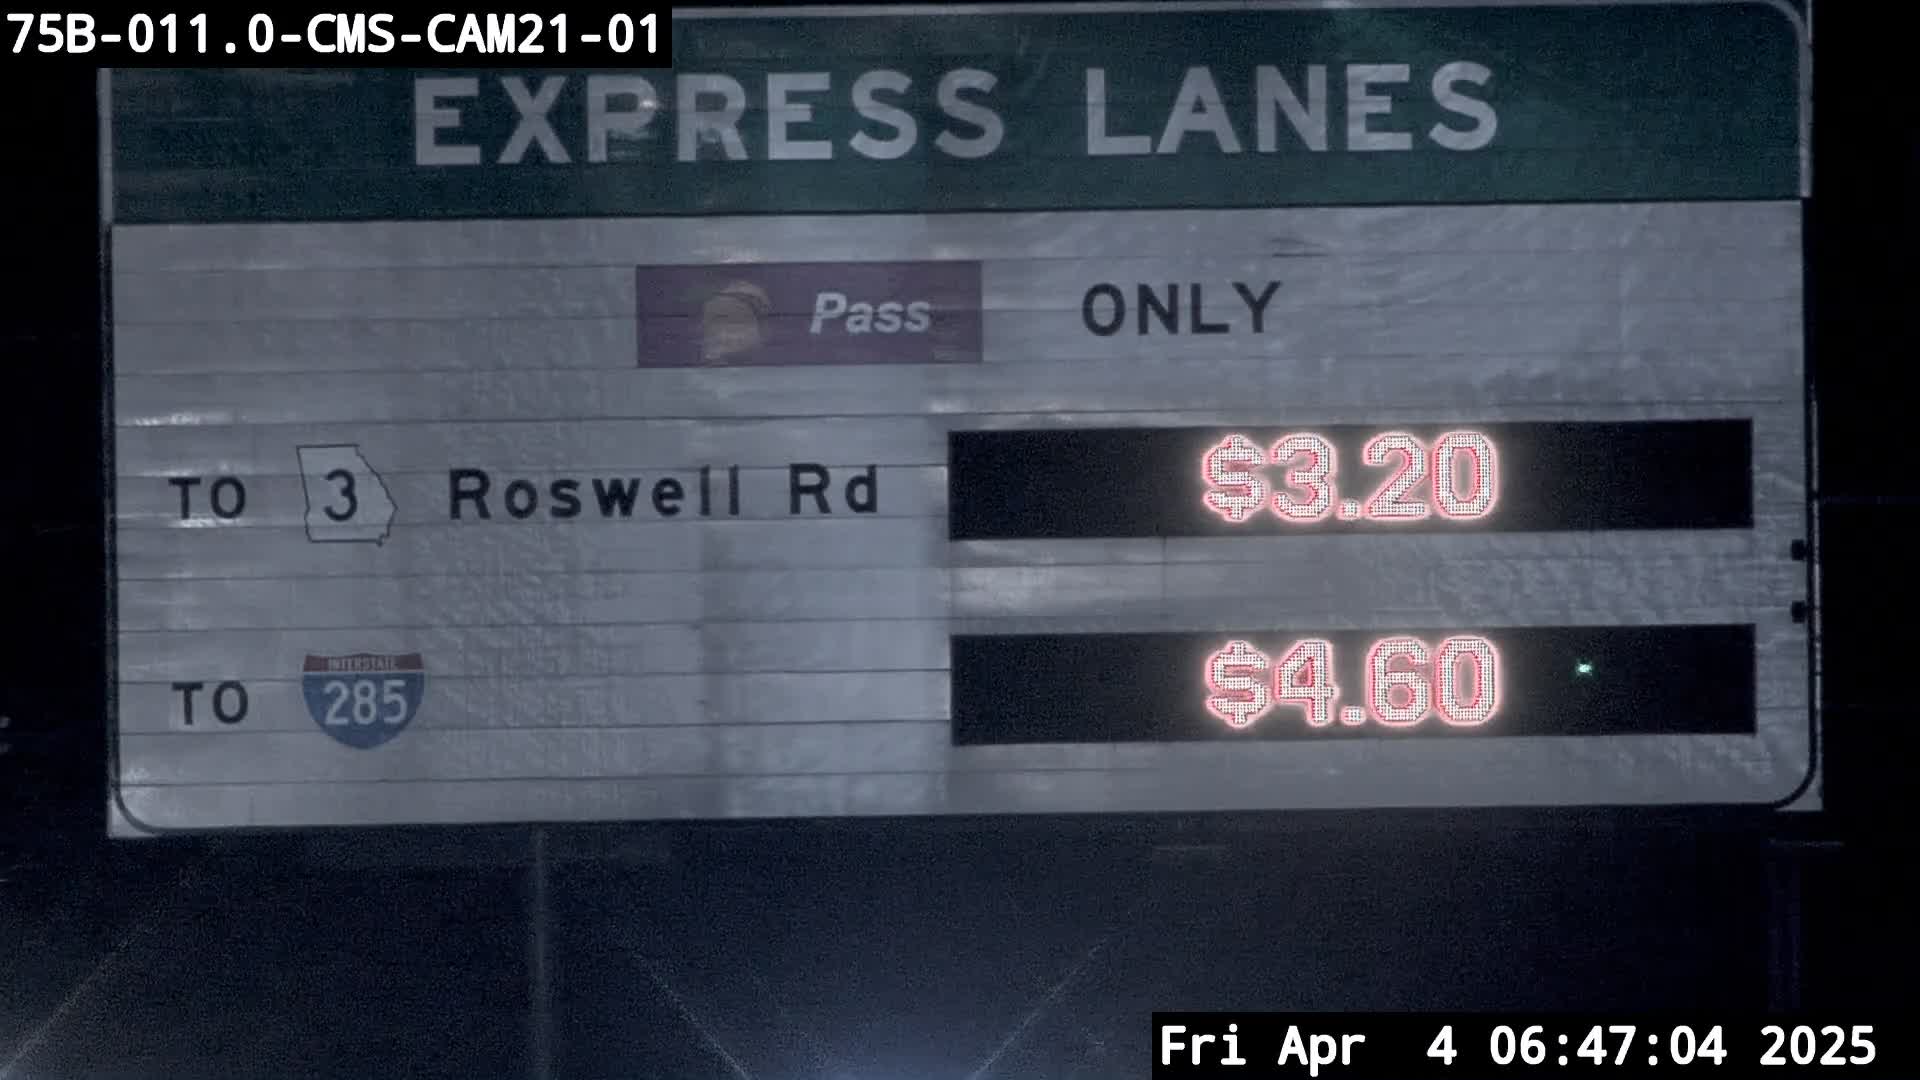 75B-011.0-CMS-CAM21-01
EXPRESS LANES
Pass ONLY
TO 3 Roswell Rd $3.20
TO INTERSTATE 285 $4.60
Fri Apr 4 06:47:04 2025